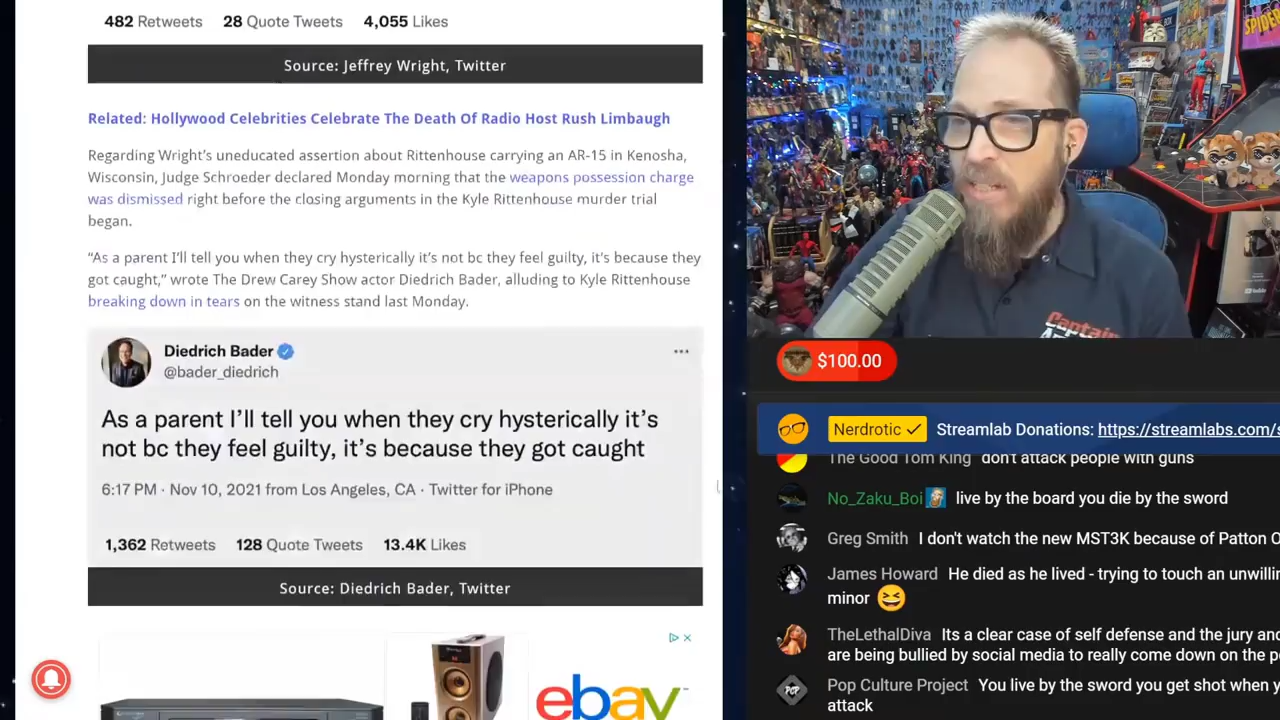 482 Retweets 28 Quote Tweets 4,055 Likes
Source: Jeffrey Wright, Twitter
Related: Hollywood Celebrities Celebrate The Death Of Radio Host Rush Limbaugh
Regarding Wright's uneducated assertion about Rittenhouse carrying an AR-15 in Kenosha,
Wisconsin, Judge Schroeder declared Monday morning that the weapons possession charge
was dismissed right before the closing arguments in the Kyle Rittenhouse murder trial
began.
“As a parent I’ll tell you when they cry hysterically it’s not bc they feel guilty, it’s because they
got caught,” wrote The Drew Carey Show actor Diedrich Bader, alluding to Kyle Rittenhouse
breaking down in tears on the witness stand last Monday.
Diedrich Bader
@bader_diedrich
As a parent I’ll tell you when they cry hysterically it’s
not bc they feel guilty, it’s because they got caught
6:17 PM · Nov 10, 2021 from Los Angeles, CA · Twitter for iPhone
1,362 Retweets 128 Quote Tweets 13.4K Likes
Source: Diedrich Bader, Twitter
ebay
Captain
$100.00
Nerdrotic Streamlab Donations: https://streamlabs.com/s
The Good Tom King don't attack people with guns
No_Zaku_Boi live by the board you die by the sword
Greg Smith I don't watch the new MST3K because of Patton O
James Howard He died as he lived - trying to touch an unwillin
minor
TheLethalDiva Its a clear case of self defense and the jury and
are being bullied by social media to really come down on the p
POP
Pop Culture Project You live by the sword you get shot when y
attack